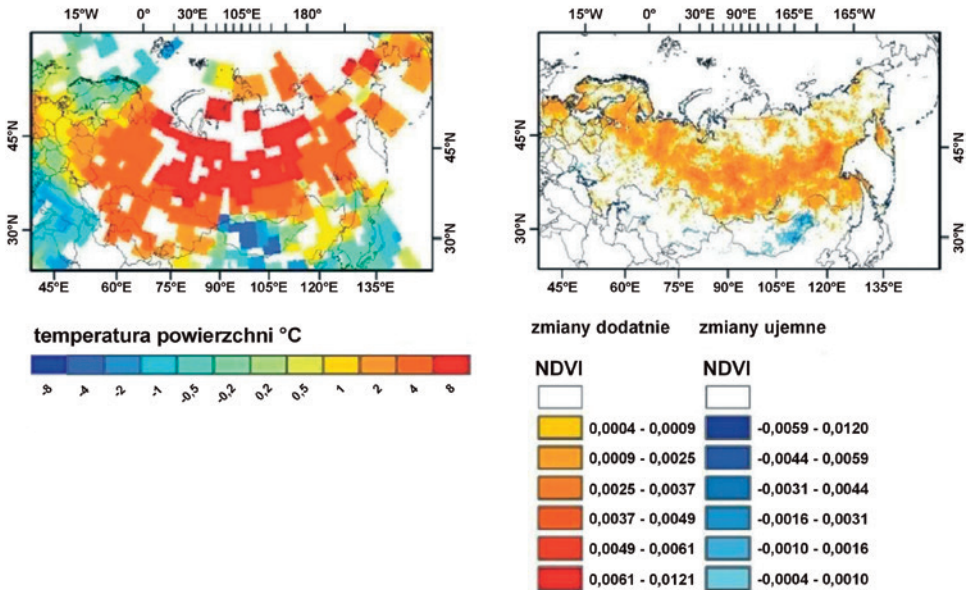 15°W 0° 30°E 105°E 180°
45°N
30°N
45°N
30°N
45°E 60°E 75°E 90°E 105°E 120°E 135°E
15°W 0° 30°E 90°E 165°E 165°W
45°N
30°N
45°N
30°N
45°E 60°E 75°E 90°E 105°E 120°E 135°E
temperatura powierzchni °C
-8 -4 -2 -1 -0,5 -0,2 0,2 0,5 1 2 4 8
zmiany dodatnie zmiany ujemne
NDVI NDVI
0,0004 - 0,0009 -0,0059 - 0,0120
0,0009 - 0,0025 -0,0044 - 0,0059
0,0025 - 0,0037 -0,0031 - 0,0044
0,0037 - 0,0049 -0,0016 - 0,0031
0,0049 - 0,0061 -0,0010 - 0,0016
0,0061 - 0,0121 -0,0004 - 0,0010